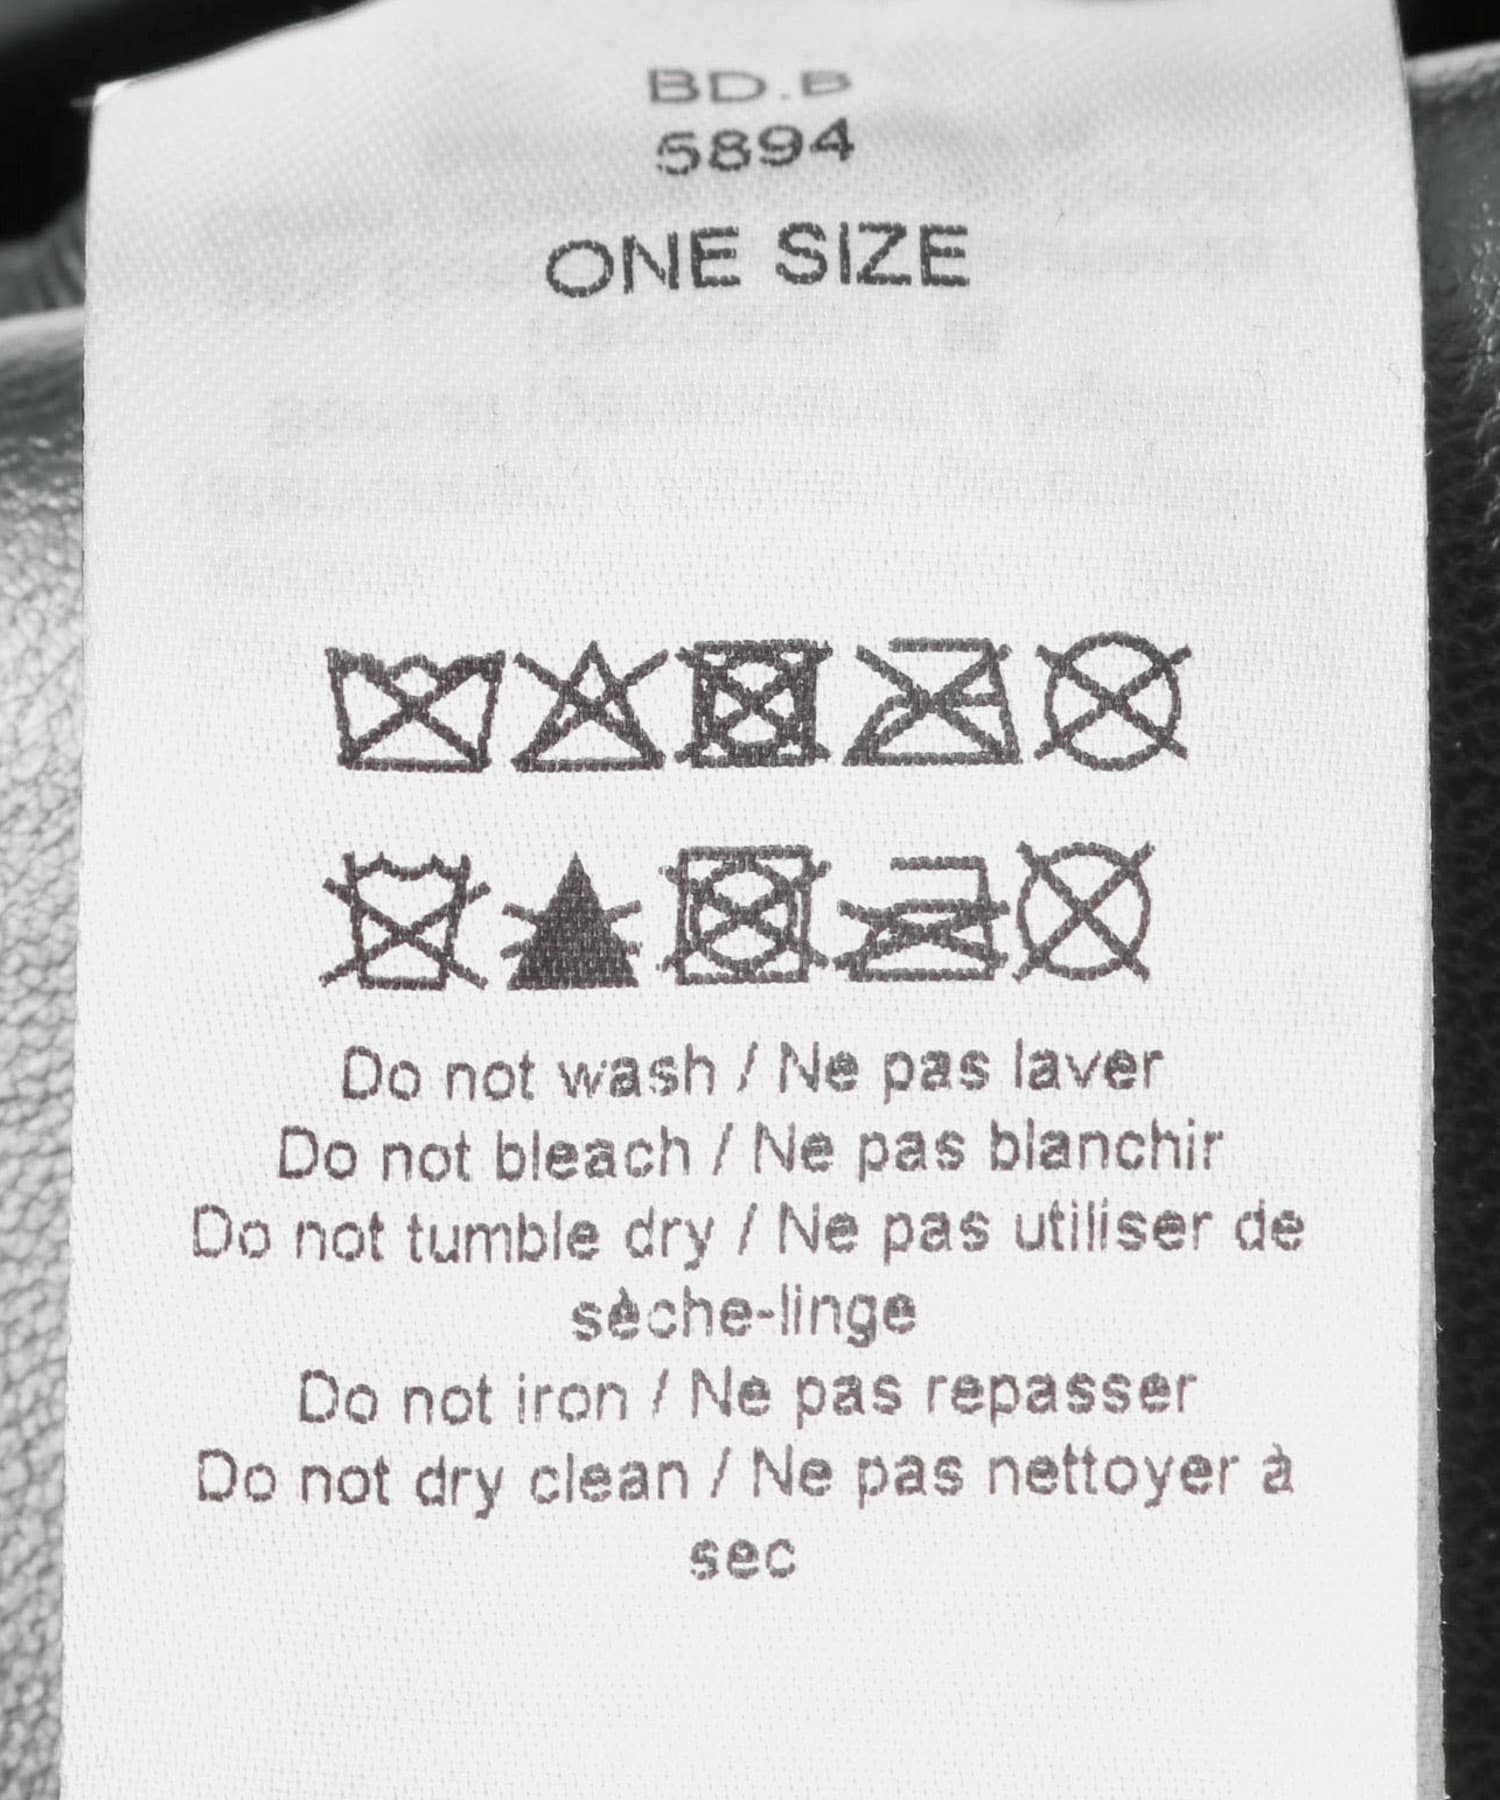 BD.B
5894
ONE SIZE
Do not wash / Ne pas laver
Do not bleach / Ne pas blanchir
Do not tumble dry / Ne pas utiliser de
sèche-linge
Do not iron / Ne pas repasser
Do not dry clean / Ne pas nettoyer à
sec